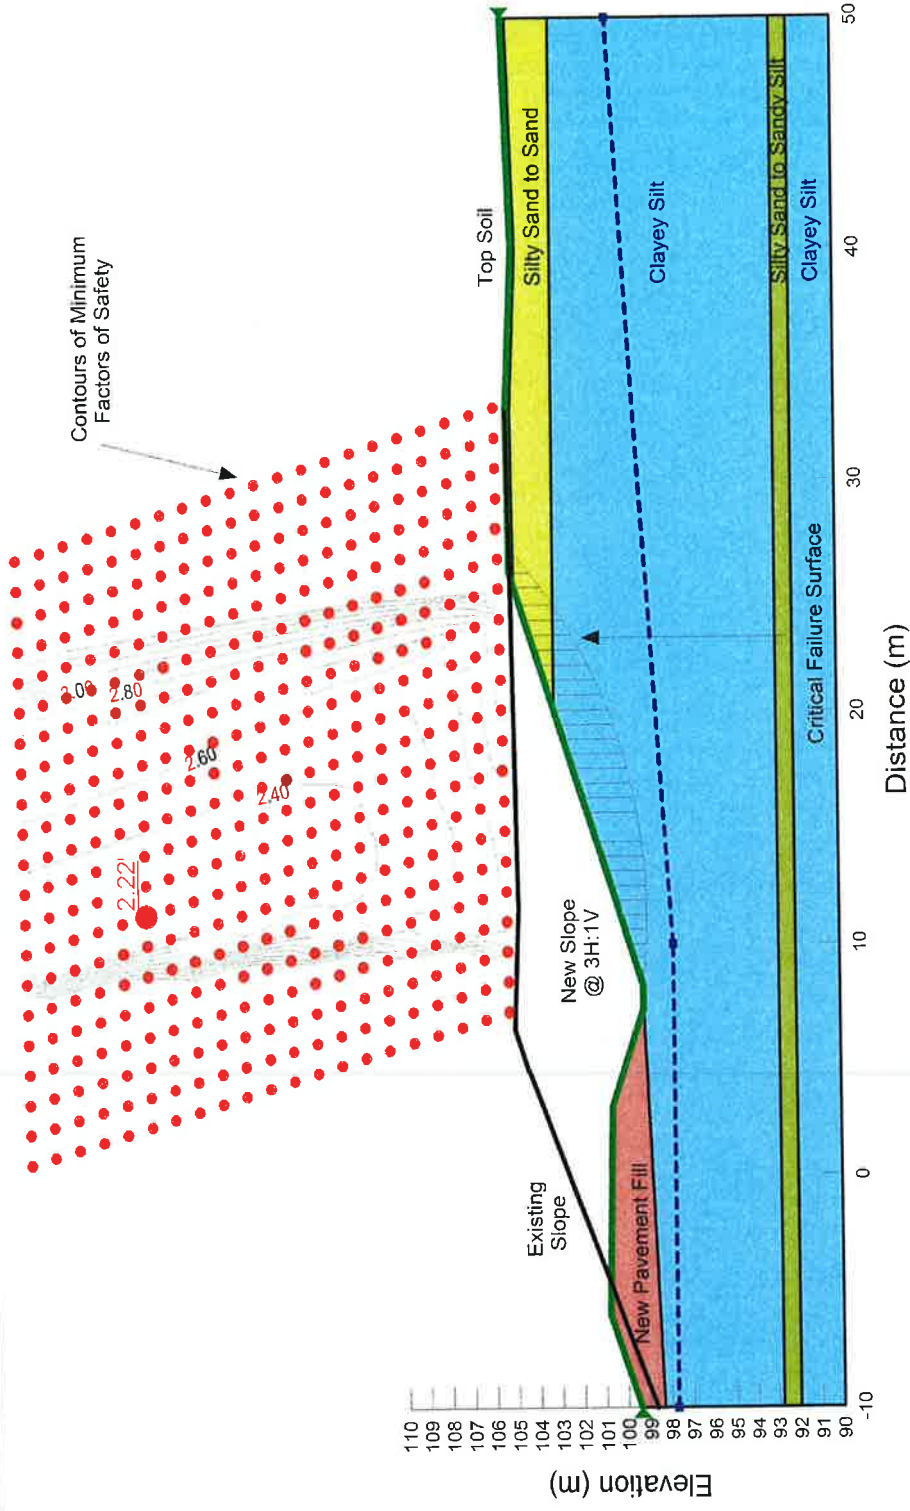 Contours of Minimum
Factors of Safety
3.00
2.80
2.60
2.40
2.22
Top Soil
Silty Sand to Sand
Clayey Silt
Silty Sand to Sandy Silt
Clayey Silt
New Slope
@ 3H:1V
Existing
Slope
New Pavement Fill
Critical Failure Surface
Elevation (m)
110
109
108
107
106
105
104
103
102
101
100
99
98
97
96
95
94
93
92
91
90
-10
0
10
20
30
40
50
Distance (m)